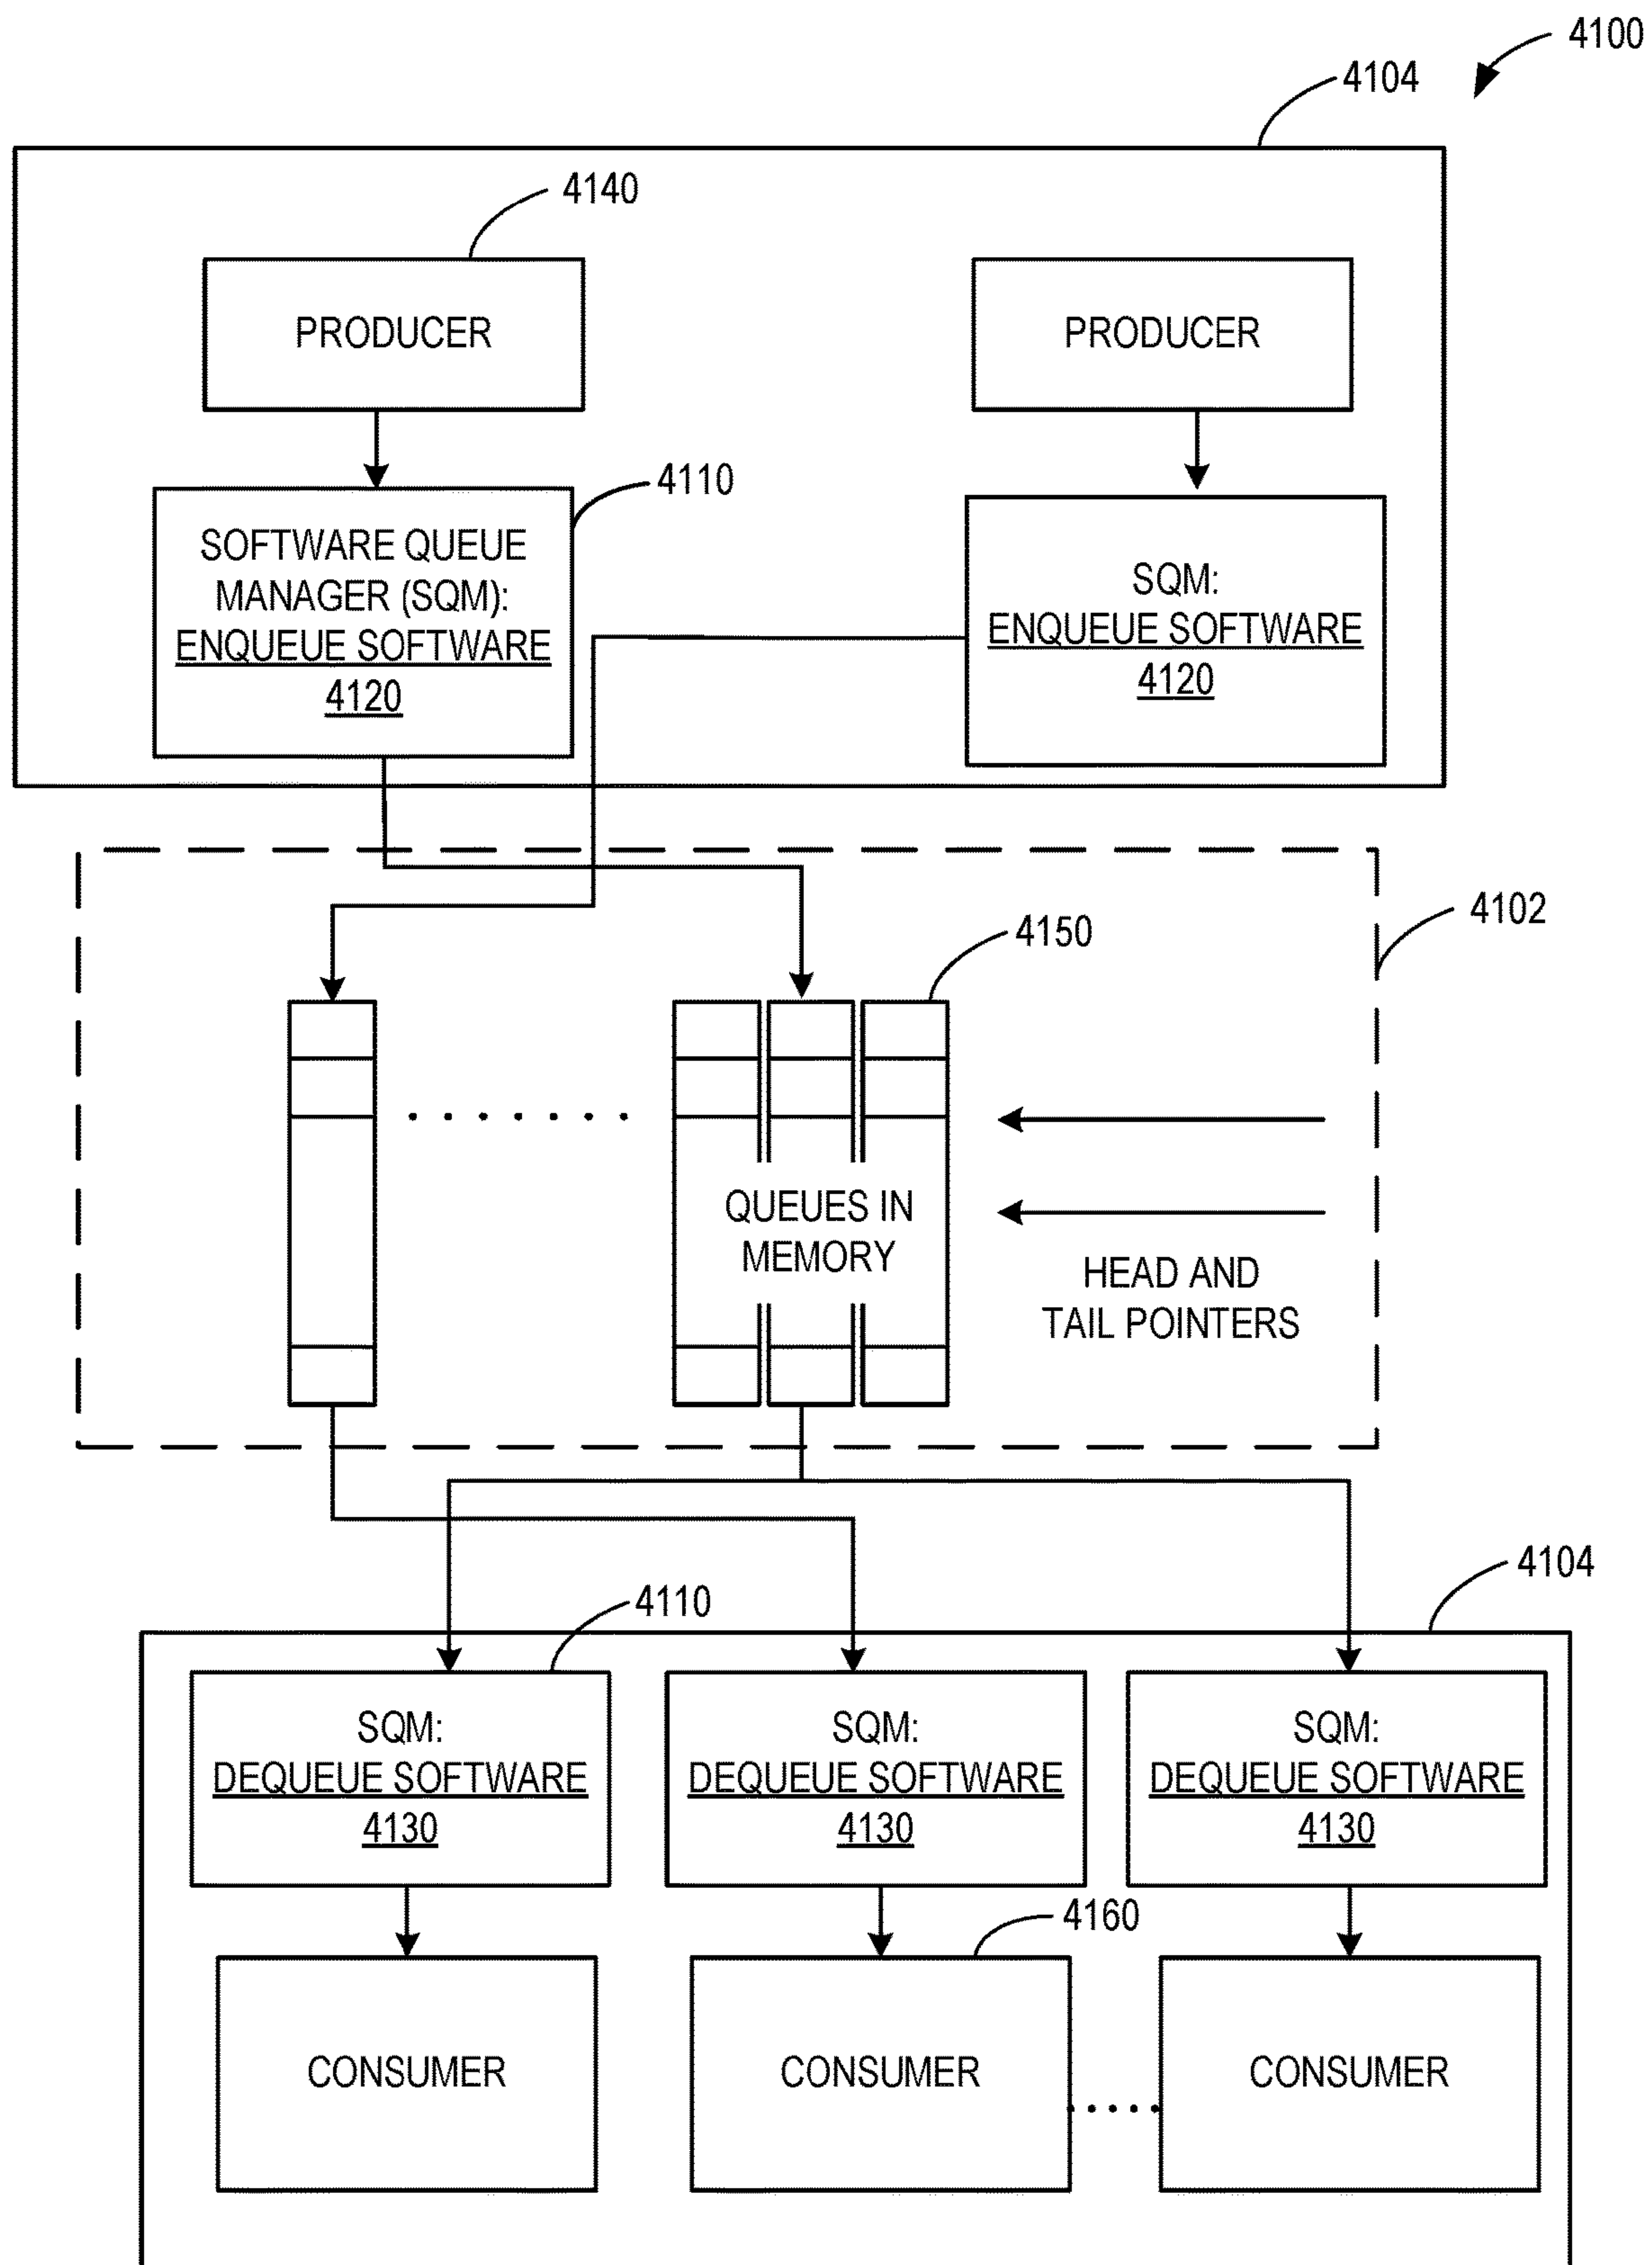 4100
4104
4140
PRODUCER
PRODUCER
4110
SOFTWARE QUEUE
MANAGER (SQM):
ENQUEUE SOFTWARE
4120
SQM:
ENQUEUE SOFTWARE
4120
4102
4150
QUEUES IN
MEMORY
HEAD AND
TAIL POINTERS
4104
4110
SQM:
DEQUEUE SOFTWARE
4130
SQM:
DEQUEUE SOFTWARE
4130
SQM:
DEQUEUE SOFTWARE
4130
4160
CONSUMER
CONSUMER
CONSUMER